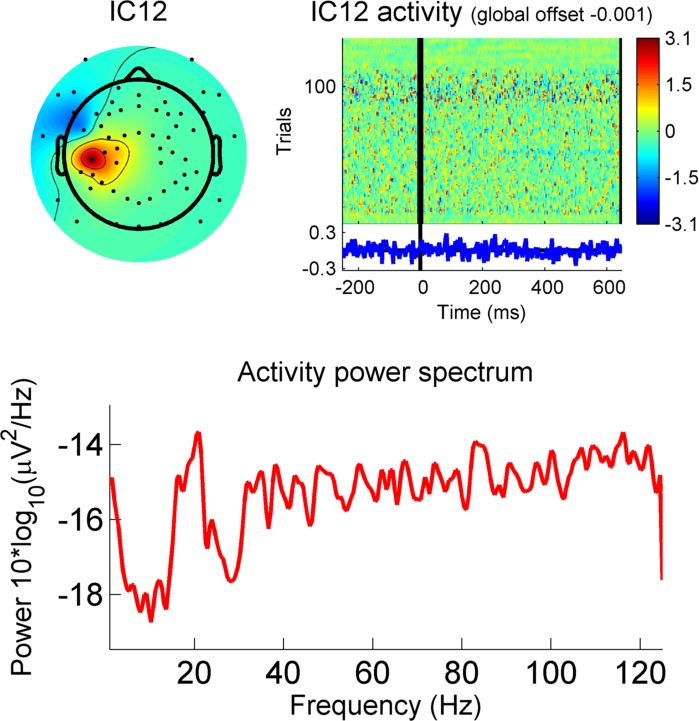 IC12
IC12 activity (global offset -0.001)
Trials
100
3.1
1.5
0
-1.5
-3.1
0.3
-0.3
-200 0 200 400 600
Time (ms)
Activity power spectrum
Power 10*log10(μV2/Hz)
-14
-16
-18
20 40 60 80 100 120
Frequency (Hz)